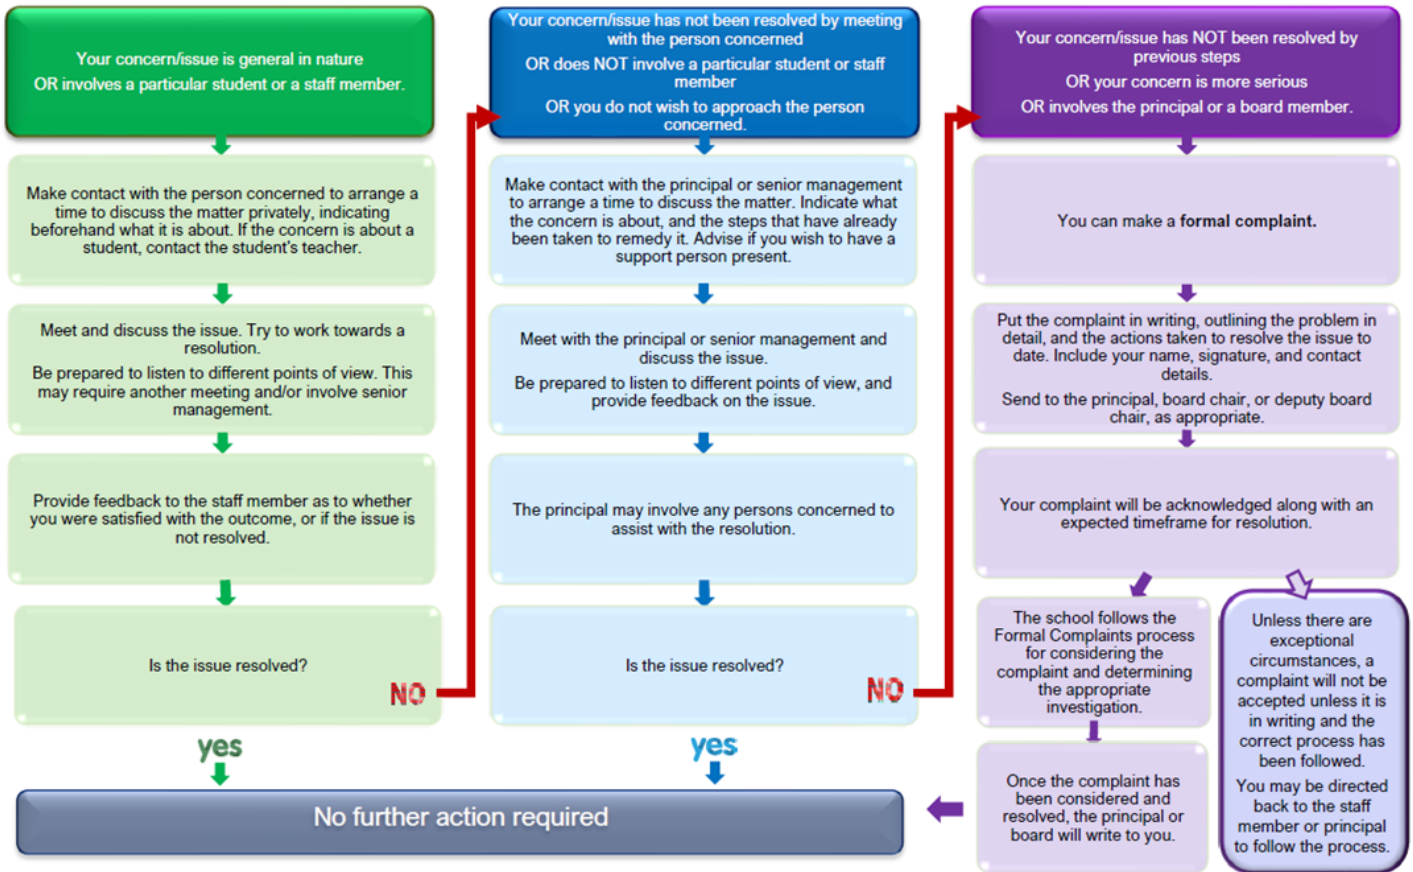 Your concern/issue is general in nature
OR involves a particular student or a staff member.
Make contact with the person concerned to arrange a
time to discuss the matter privately, indicating
beforehand what it is about. If the concern is about a
student, contact the student's teacher.
Meet and discuss the issue. Try to work towards a
resolution.
Be prepared to listen to different points of view. This
may require another meeting and/or involve senior
management.
Provide feedback to the staff member as to whether
you were satisfied with the outcome, or if the issue is
not resolved.
Is the issue resolved?
NO
yes
Your concern/issue has not been resolved by meeting
with the person concerned
OR does NOT involve a particular student or staff
member
OR you do not wish to approach the person
concerned.
Make contact with the principal or senior management
to arrange a time to discuss the matter. Indicate what
the concern is about, and the steps that have already
been taken to remedy it. Advise if you wish to have a
support person present.
Meet with the principal or senior management and
discuss the issue.
Be prepared to listen to different points of view, and
provide feedback on the issue.
The principal may involve any persons concerned to
assist with the resolution.
Is the issue resolved?
NO
yes
Your concern/issue has NOT been resolved by
previous steps
OR your concern is more serious
OR involves the principal or a board member.
You can make a formal complaint.
Put the complaint in writing, outlining the problem in
detail, and the actions taken to resolve the issue to
date. Include your name, signature, and contact
details.
Send to the principal, board chair, or deputy board
chair, as appropriate.
Your complaint will be acknowledged along with an
expected timeframe for resolution.
The school follows the
Formal Complaints process
for considering the
complaint and determining
the appropriate
investigation.
Once the complaint has
been considered and
resolved, the principal or
board will write to you.
Unless there are
exceptional
circumstances, a
complaint will not be
accepted unless it is
in writing and the
correct process has
been followed.
You may be directed
back to the staff
member or principal
to follow the process.
No further action required